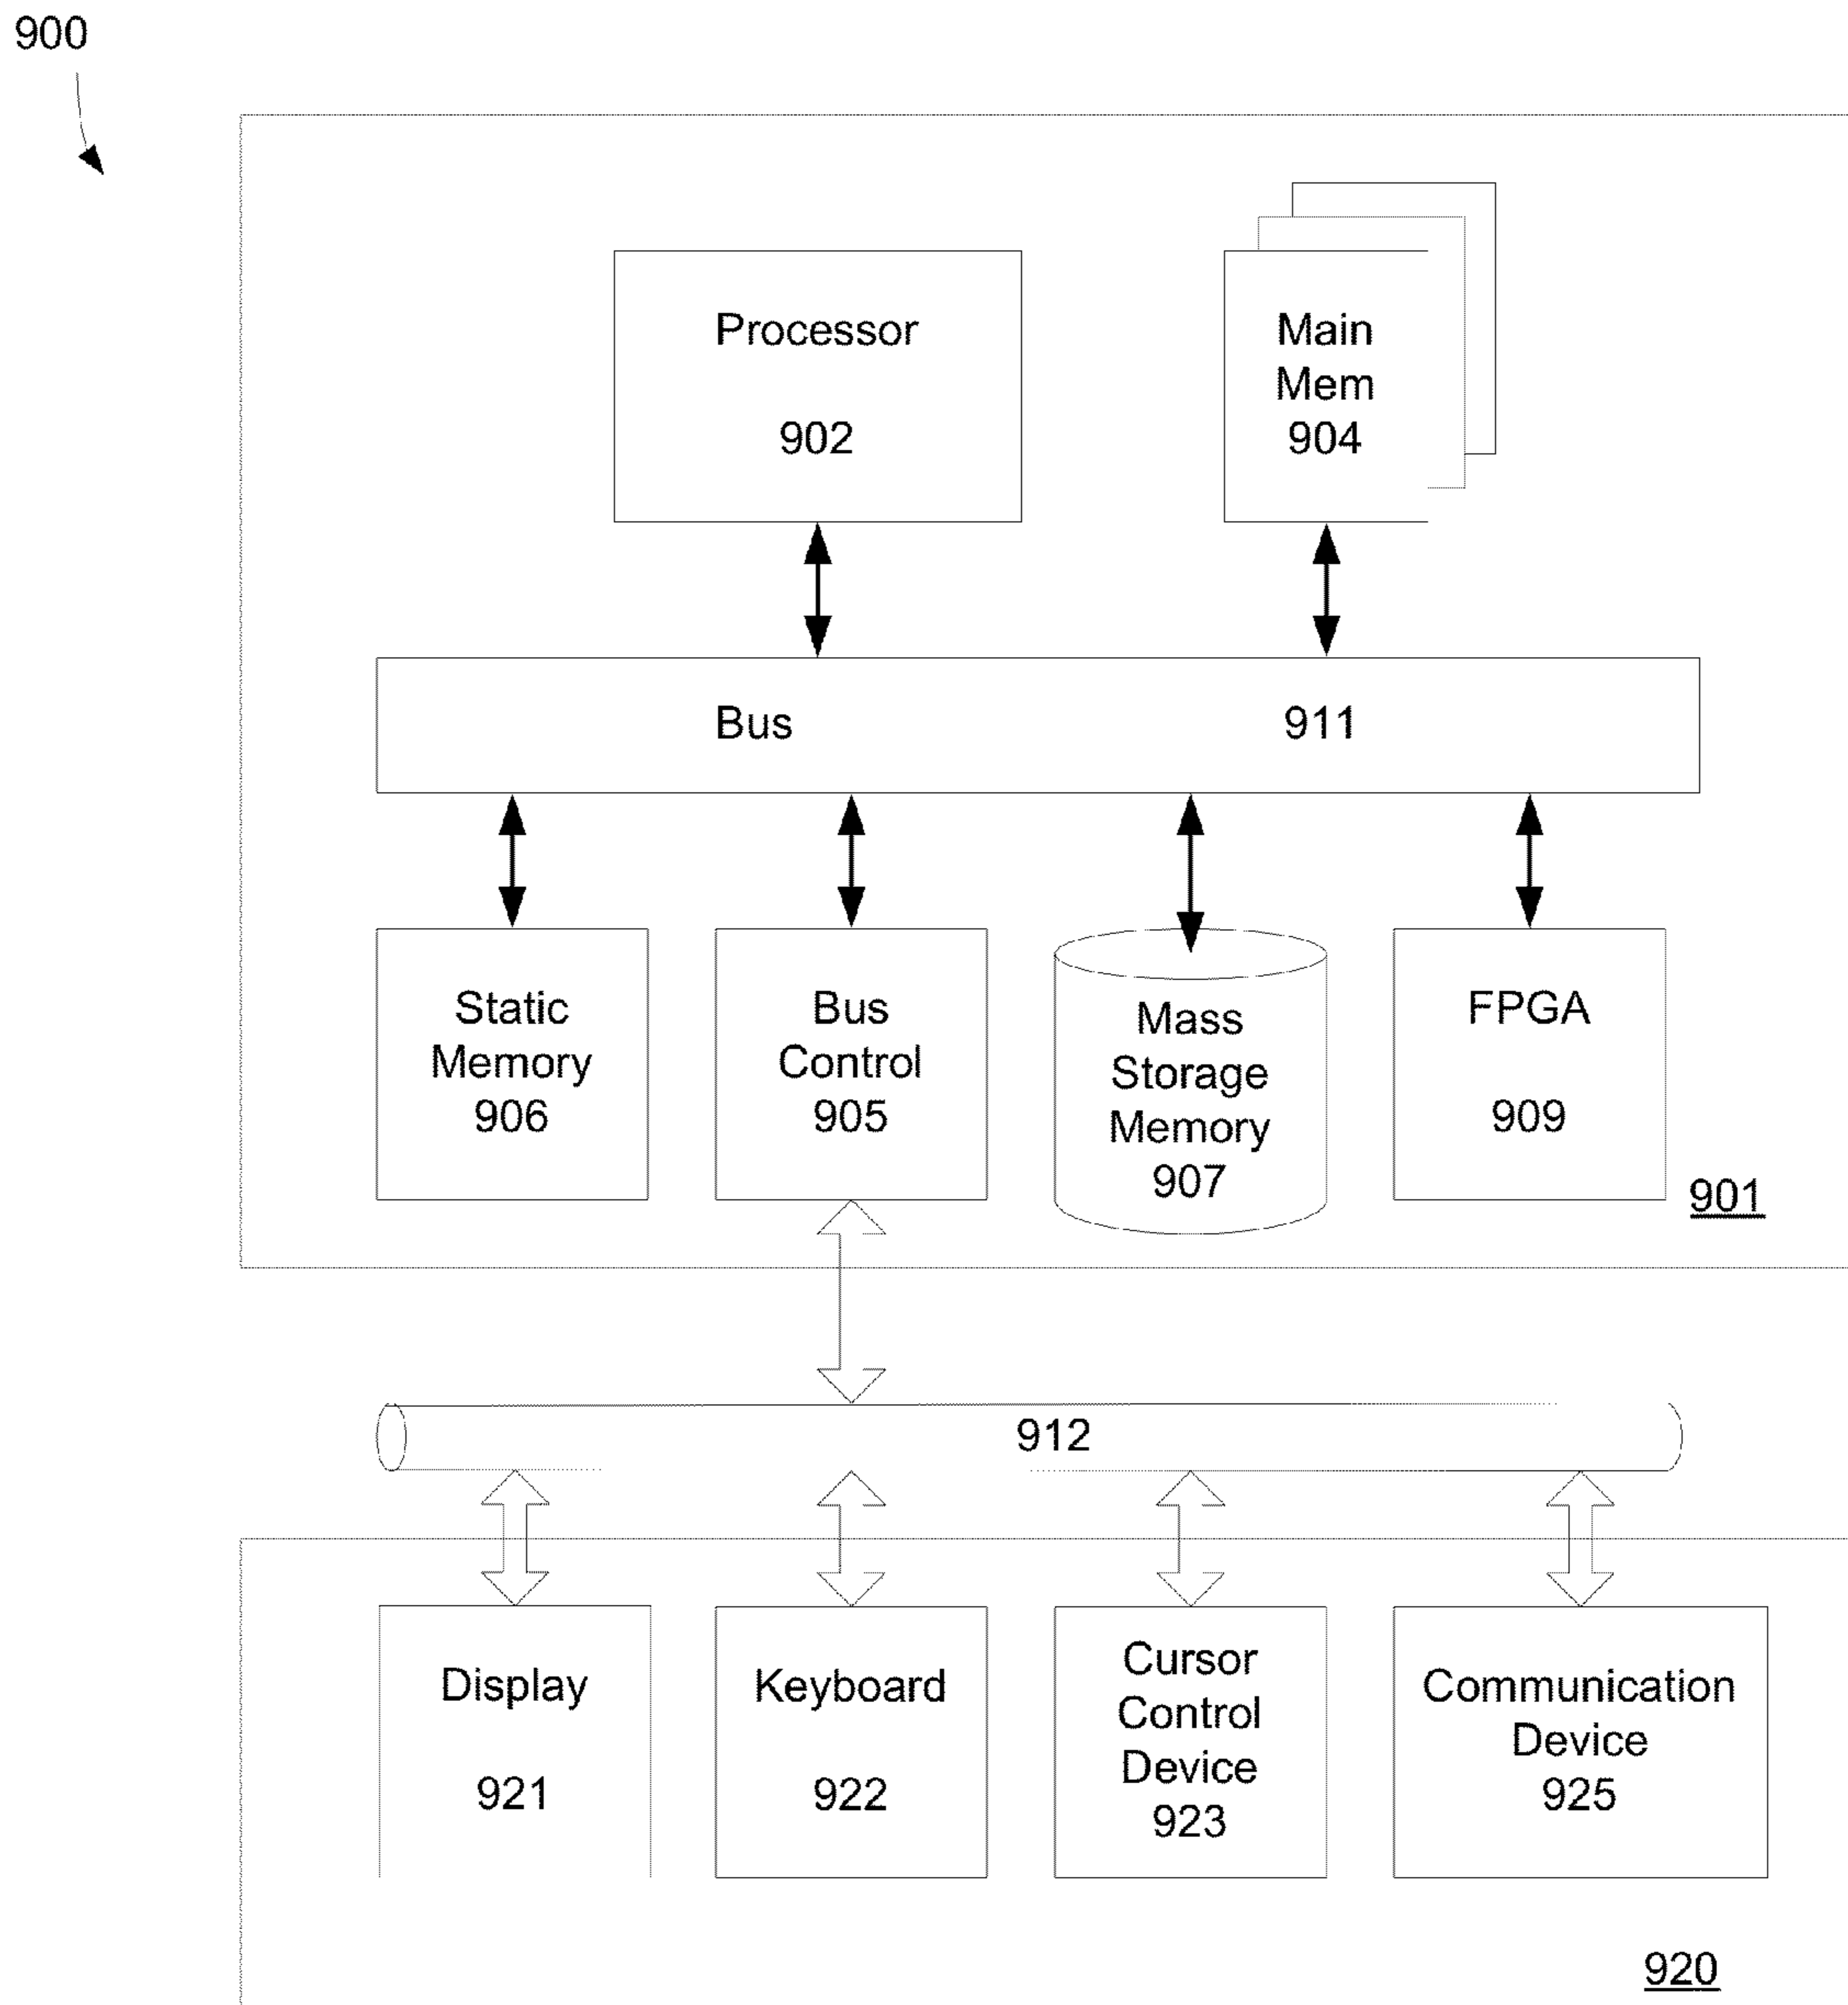 900
Processor
902
Main
Mem
904
Bus 911
Static
Memory
906
Bus
Control
905
Mass
Storage
Memory
907
FPGA
909
901
912
Display
921
Keyboard
922
Cursor
Control
Device
923
Communication
Device
925
920